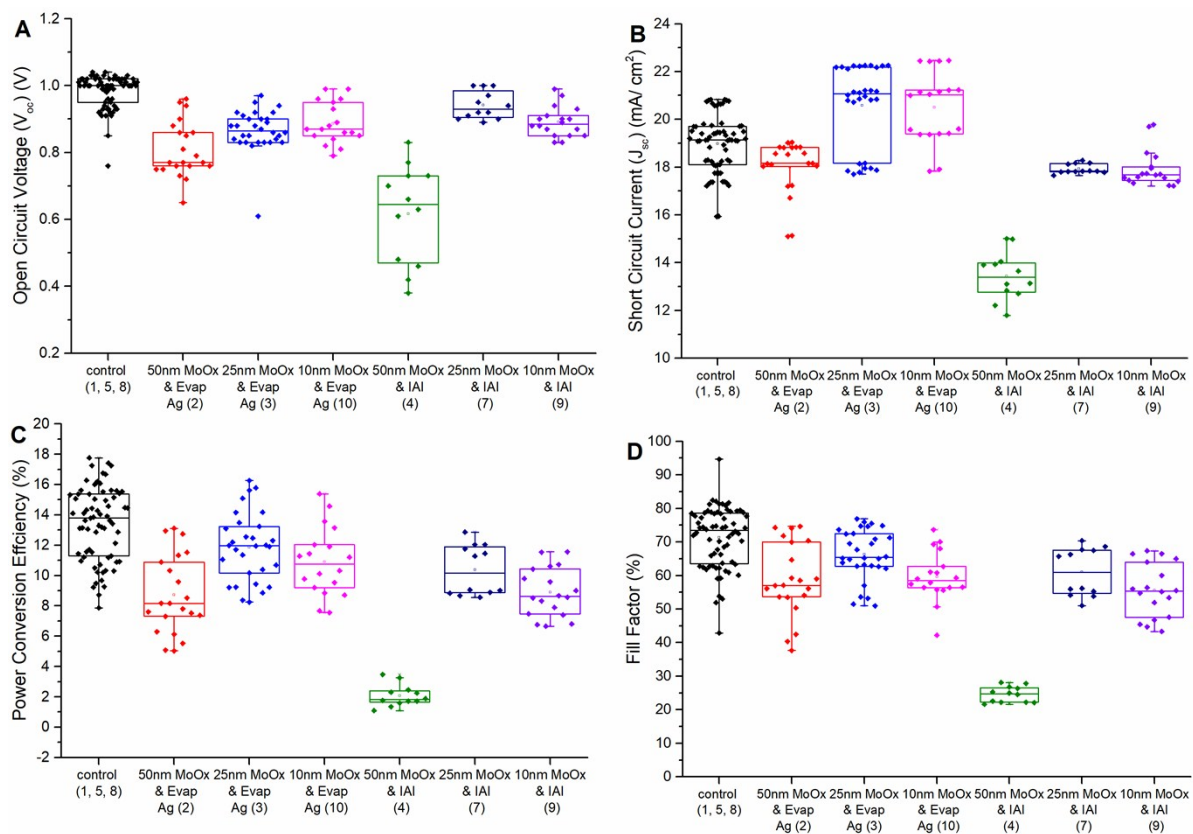 A
Open Circuit Voltage (Voc) (V)
1.2
1.0
0.8
0.6
0.4
0.2
control
(1, 5, 8)
50nm MoOx
& Evap
Ag (2)
25nm MoOx
& Evap
Ag (3)
10nm MoOx
& Evap
Ag (10)
50nm MoOx
& IAI
(4)
25nm MoOx
& IAI
(7)
10nm MoOx
& IAI
(9)
B
Short Circuit Current (Jsc) (mA/ cm²)
24
22
20
18
16
14
12
10
control
(1, 5, 8)
50nm MoOx
& Evap
Ag (2)
25nm MoOx
& Evap
Ag (3)
10nm MoOx
& Evap
Ag (10)
50nm MoOx
& IAI
(4)
25nm MoOx
& IAI
(7)
10nm MoOx
& IAI
(9)
C
Power Conversion Effciency (%)
20
18
16
14
12
10
8
6
4
2
0
-2
control
(1, 5, 8)
50nm MoOx
& Evap
Ag (2)
25nm MoOx
& Evap
Ag (3)
10nm MoOx
& Evap
Ag (10)
50nm MoOx
& IAI
(4)
25nm MoOx
& IAI
(7)
10nm MoOx
& IAI
(9)
D
Fill Factor (%)
100
90
80
70
60
50
40
30
20
10
0
control
(1, 5, 8)
50nm MoOx
& Evap
Ag (2)
25nm MoOx
& Evap
Ag (3)
10nm MoOx
& Evap
Ag (10)
50nm MoOx
& IAI
(4)
25nm MoOx
& IAI
(7)
10nm MoOx
& IAI
(9)